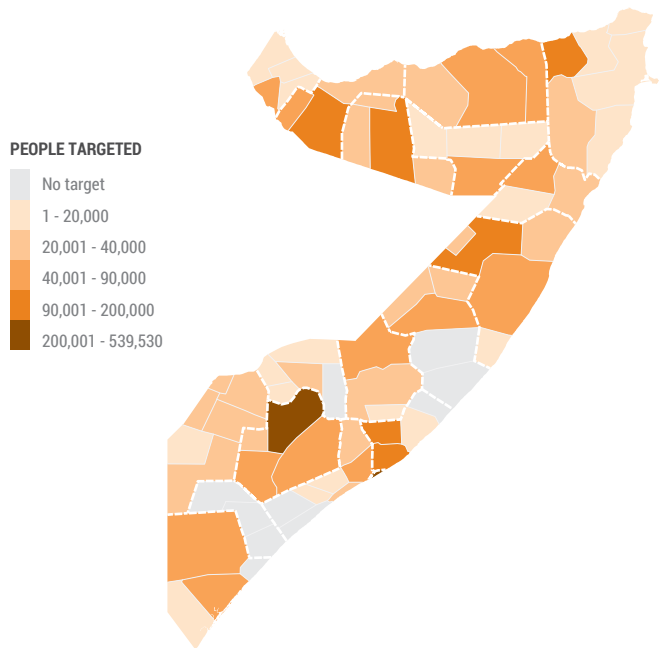 PEOPLE TARGETED
No target
1 - 20,000
20,001 - 40,000
40,001 - 90,000
90,001 - 200,000
200,001 - 539,530